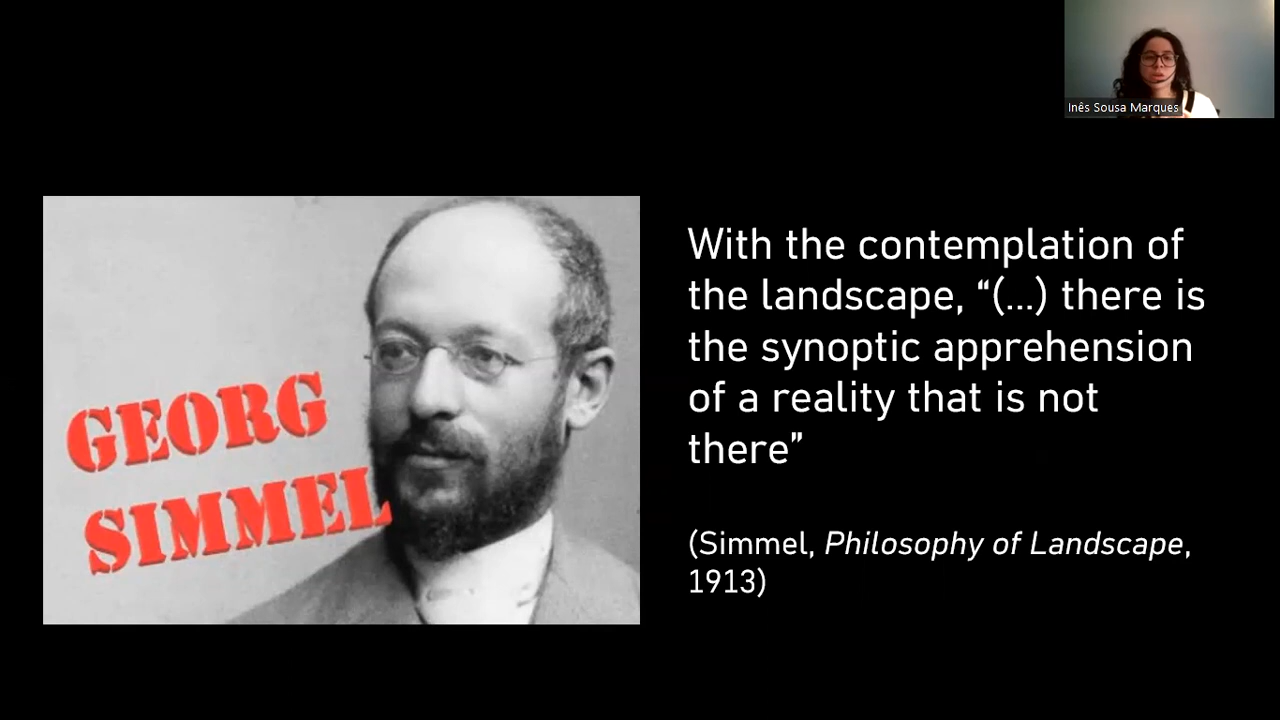 Inês Sousa Marques
GEORG
SIMMEL
With the contemplation of
the landscape, “(...) there is
the synoptic apprehension
of a reality that is not
there”
(Simmel, Philosophy of Landscape,
1913)